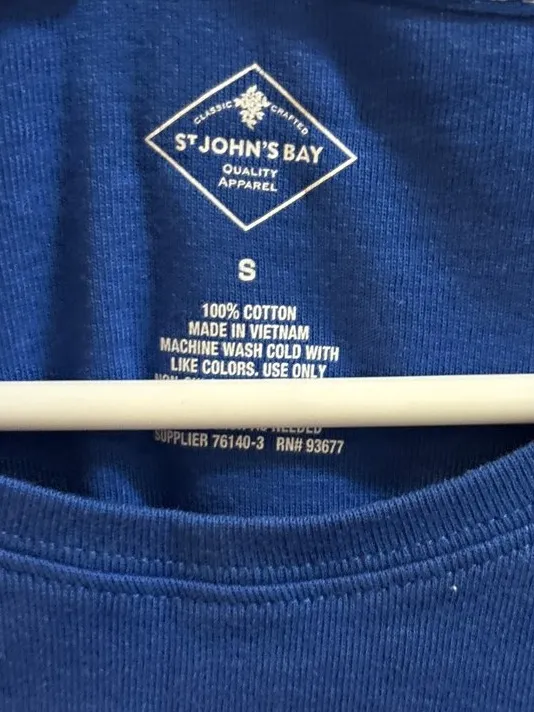 CLASSIC CRAFTED
ST JOHN'S BAY
QUALITY
APPAREL
S
100% COTTON
MADE IN VIETNAM
MACHINE WASH COLD WITH
LIKE COLORS. USE ONLY
NEEDED
SUPPLIER 76140-3 RN# 93677